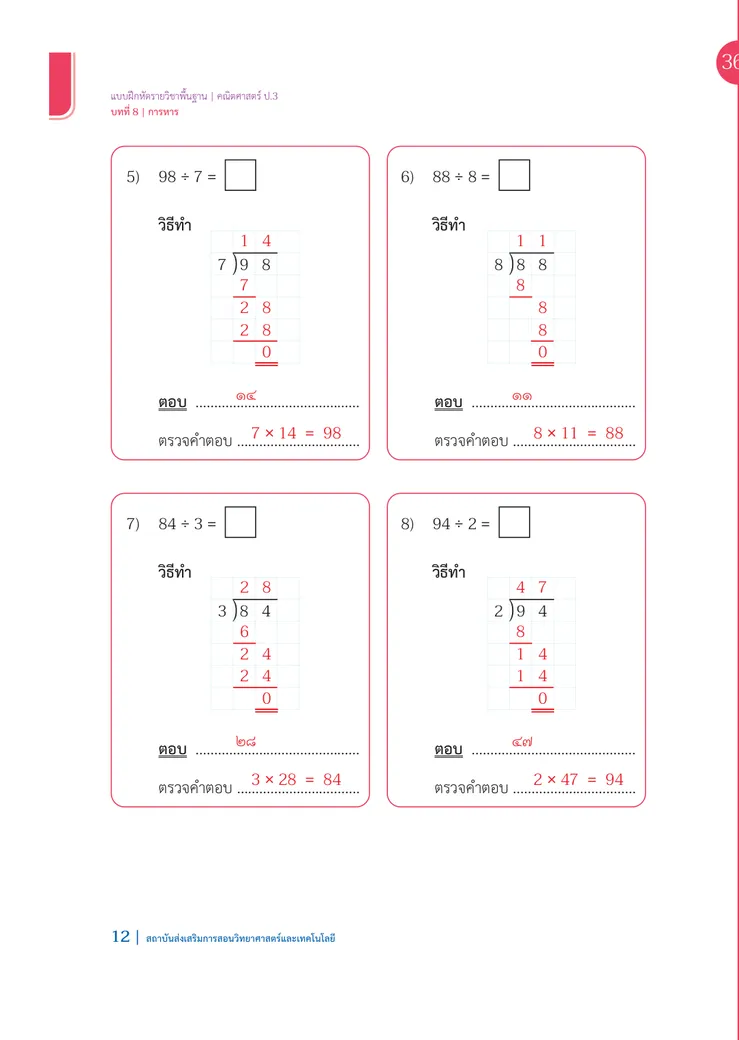 36
แบบฝึกหัดรายวิชาพื้นฐาน | คณิตศาสตร์ ป.3
บทที่ 8 | การหาร
5) 98 ÷ 7 =
วิธีทำ
1 4
7 ) 9 8
7
2 8
2 8
0
ตอบ ๑๔
ตรวจคำตอบ 7 × 14 = 98
6) 88 ÷ 8 =
วิธีทำ
1 1
8 ) 8 8
8
8
8
0
ตอบ ๑๑
ตรวจคำตอบ 8 × 11 = 88
7) 84 ÷ 3 =
วิธีทำ
2 8
3 ) 8 4
6
2 4
2 4
0
ตอบ ๒๘
ตรวจคำตอบ 3 × 28 = 84
8) 94 ÷ 2 =
วิธีทำ
4 7
2 ) 9 4
8
1 4
1 4
0
ตอบ ๔๗
ตรวจคำตอบ 2 × 47 = 94
12 | สถาบันส่งเสริมการสอนวิทยาศาสตร์และเทคโนโลยี